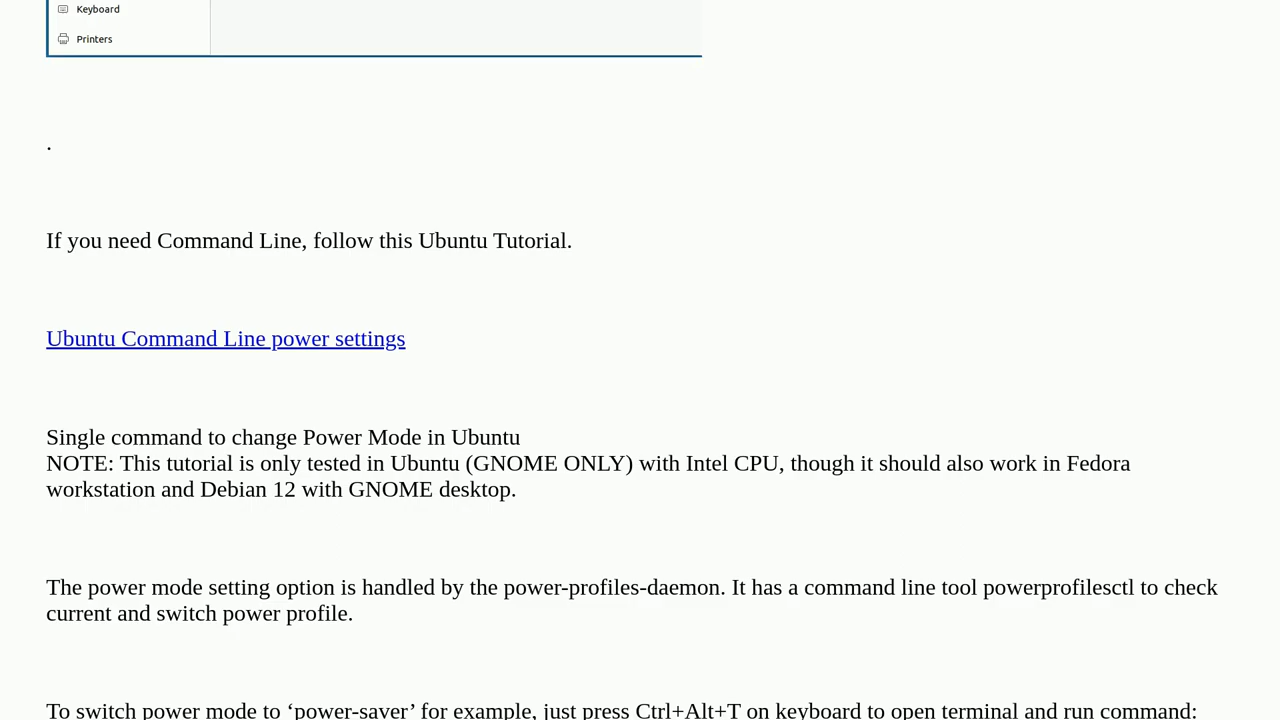 Keyboard
Printers
.
If you need Command Line, follow this Ubuntu Tutorial.
Ubuntu Command Line power settings
Single command to change Power Mode in Ubuntu
NOTE: This tutorial is only tested in Ubuntu (GNOME ONLY) with Intel CPU, though it should also work in Fedora
workstation and Debian 12 with GNOME desktop.
The power mode setting option is handled by the power-profiles-daemon. It has a command line tool powerprofilesctl to check
current and switch power profile.
To switch power mode to ‘power-saver’ for example, just press Ctrl+Alt+T on keyboard to open terminal and run command: